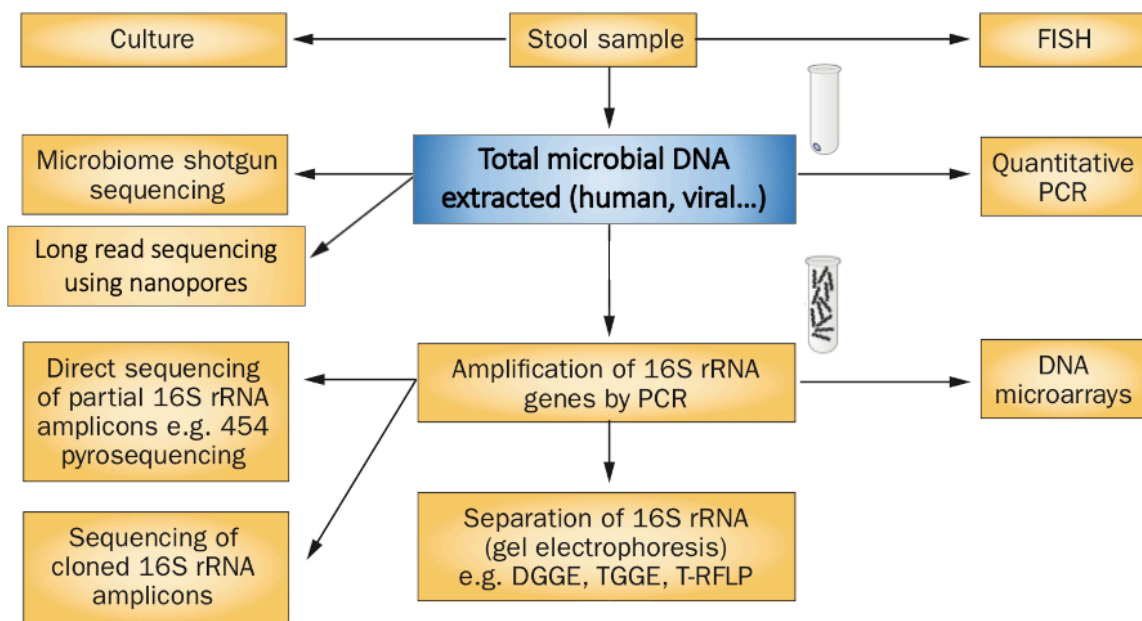 Culture
Stool sample
FISH
Microbiome shotgun
sequencing
Total microbial DNA
extracted (human, viral...)
Quantitative
PCR
Long read sequencing
using nanopores
Direct sequencing
of partial 16S rRNA
amplicons e.g. 454
pyrosequencing
Amplification of 16S rRNA
genes by PCR
DNA
microarrays
Sequencing of
cloned 16S rRNA
amplicons
Separation of 16S rRNA
(gel electrophoresis)
e.g. DGGE, TGGE, T-RFLP